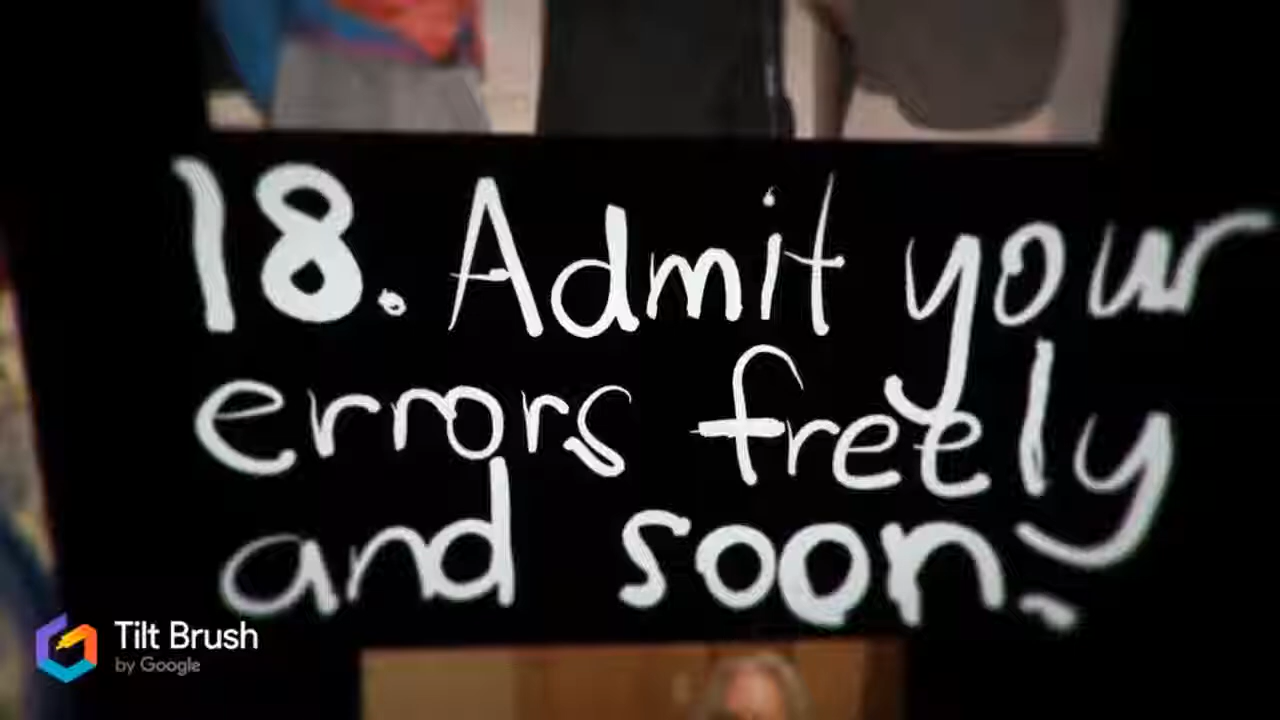 18. Admit your
errors freely
and soon.
Tilt Brush
by Google